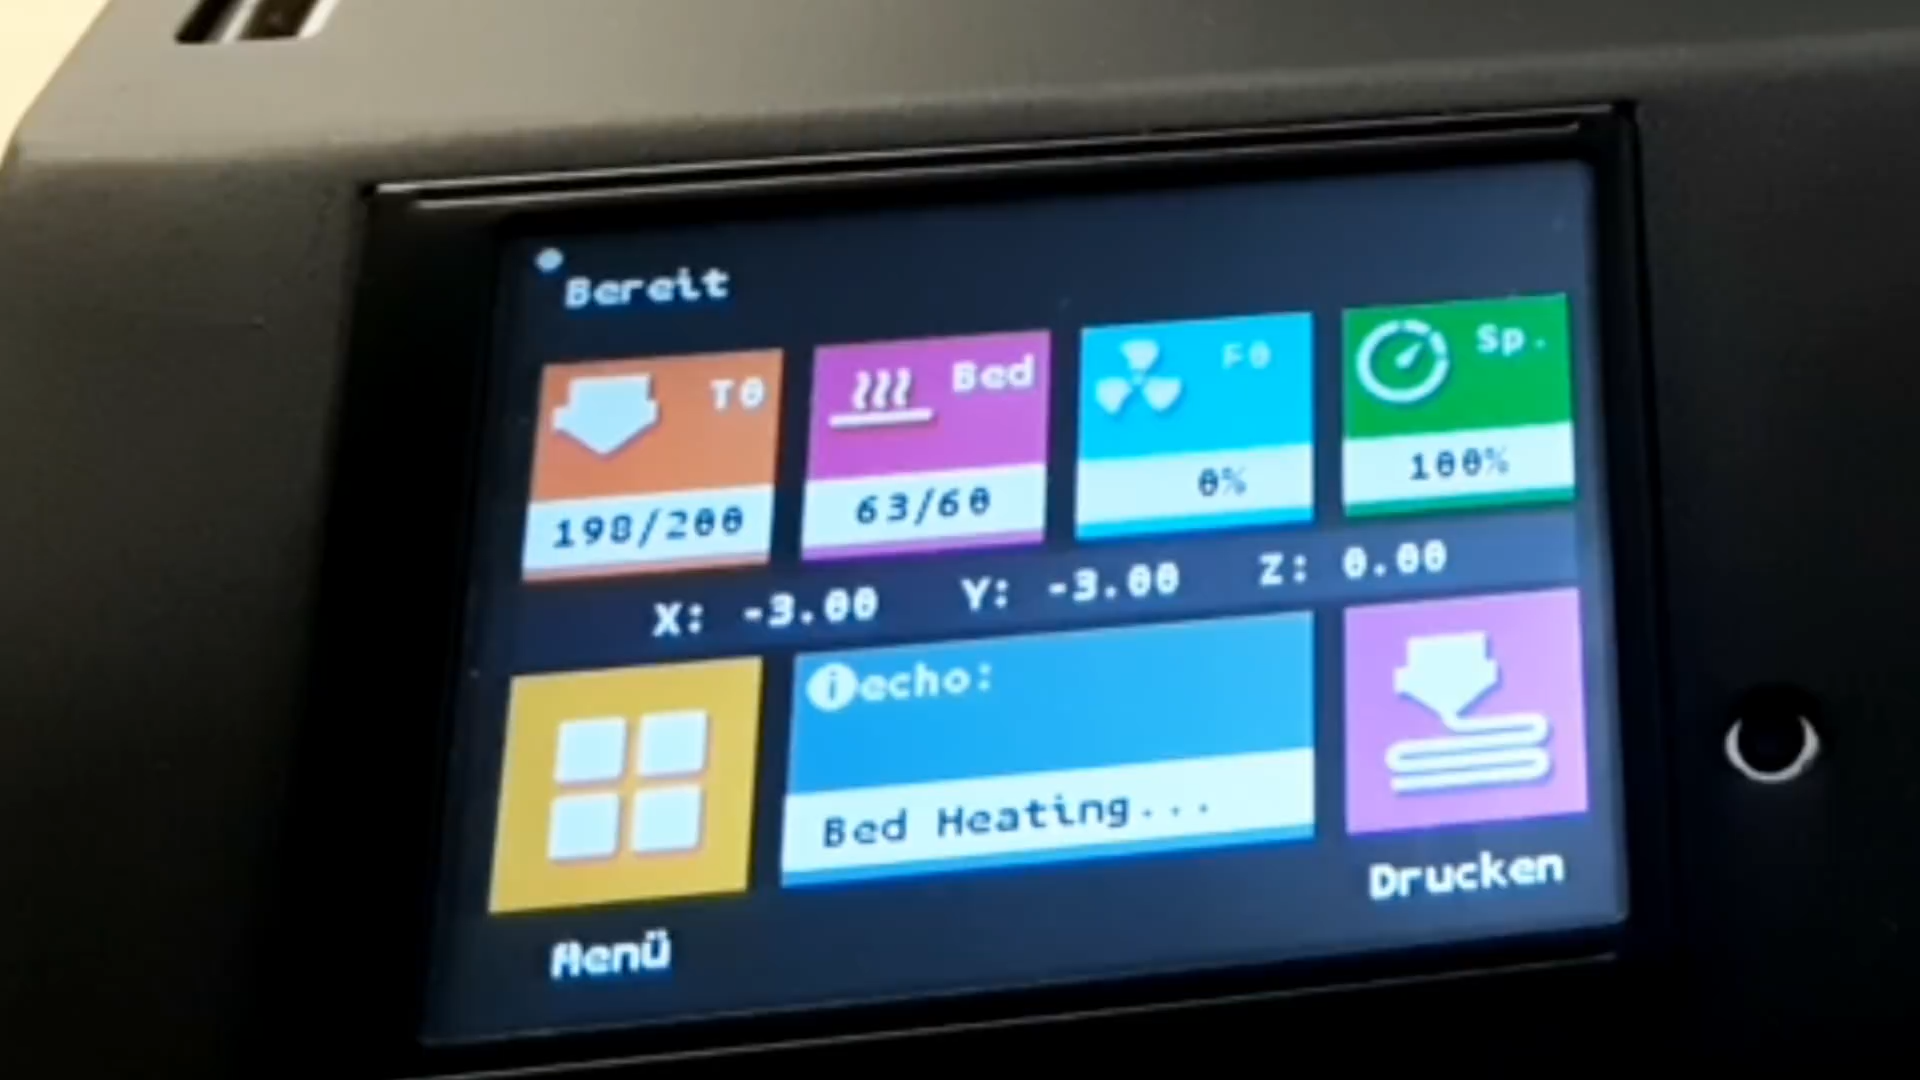 Bereit
T0 Bed F0 Sp.
198/200 63/60 0% 100%
X: -3.00 Y: -3.00 Z: 0.00
echo:
Bed Heating...
Menü Drucken